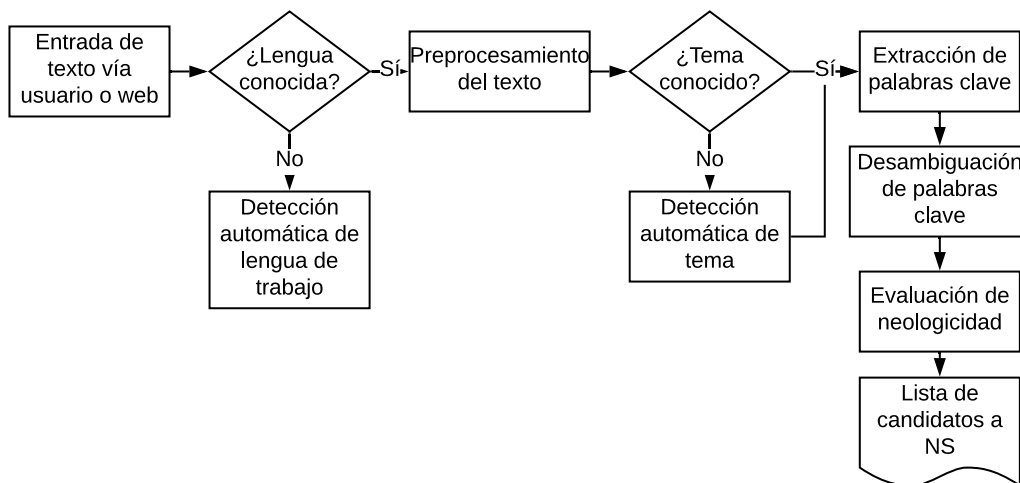 Entrada de
texto vía
usuario o web
¿Lengua
conocida?
Sí
No
Detección
automática de
lengua de
trabajo
Preprocesamiento
del texto
¿Tema
conocido?
Sí
No
Detección
automática de
tema
Extracción de
palabras clave
Desambiguación
de palabras
clave
Evaluación de
neologicidad
Lista de
candidatos a
NS